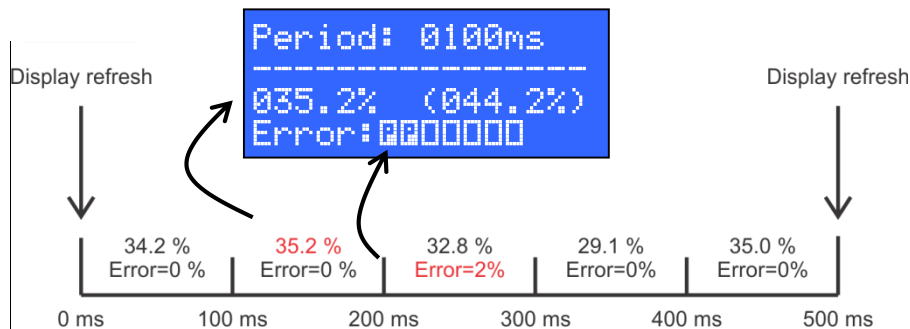 Period: 0100ms
----------------
035.2% (044.2%)
Error:PP
Display refresh
Display refresh
34.2 %
Error=0 %
35.2 %
Error=0 %
32.8 %
Error=2%
29.1 %
Error=0%
35.0 %
Error=0%
0 ms
100 ms
200 ms
300 ms
400 ms
500 ms